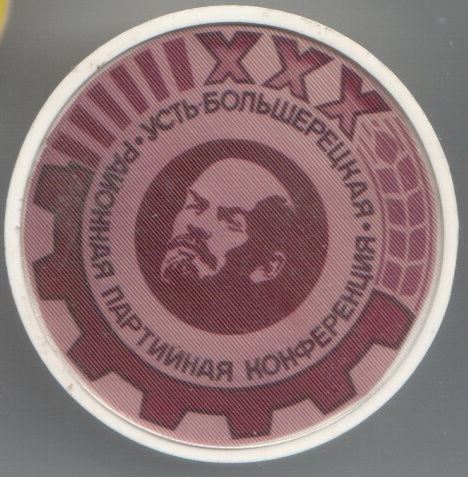 XXX
УСТЬ-БОЛЬШЕРЕЦКАЯ • РАЙОННАЯ ПАРТИЙНАЯ КОНФЕРЕНЦИЯ •